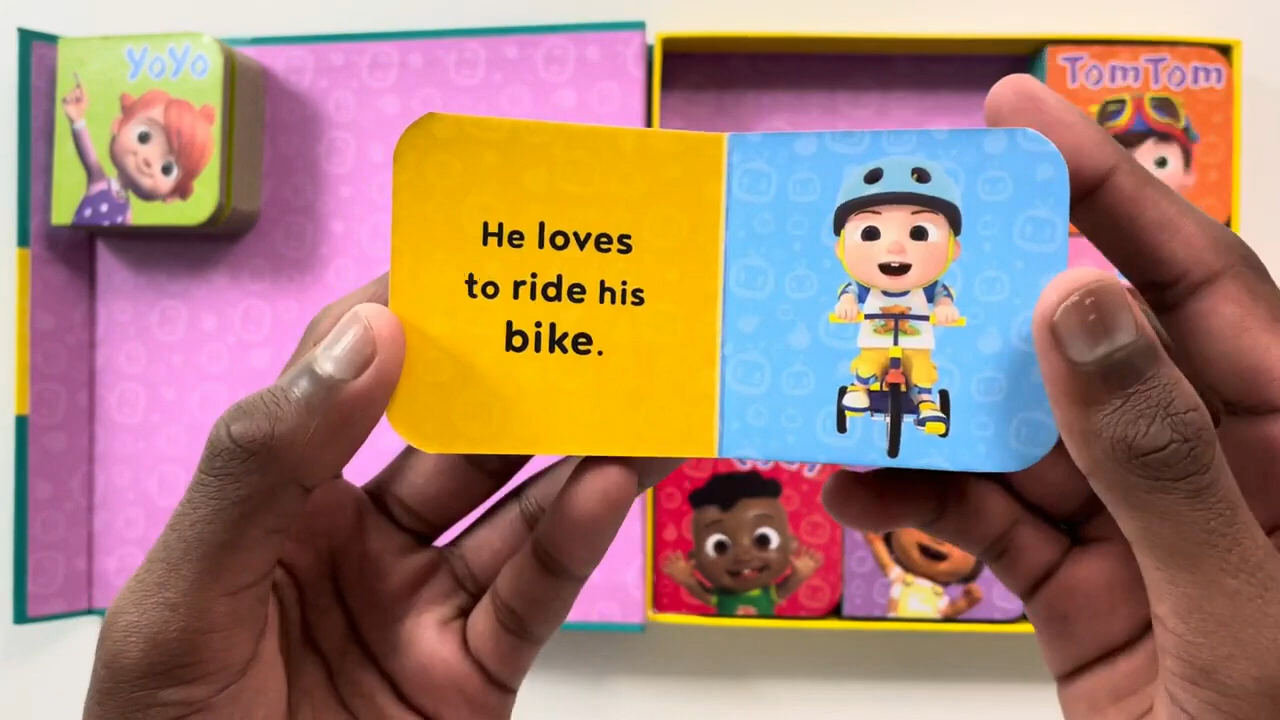 YoYo
TomTom
He loves
to ride his
bike.